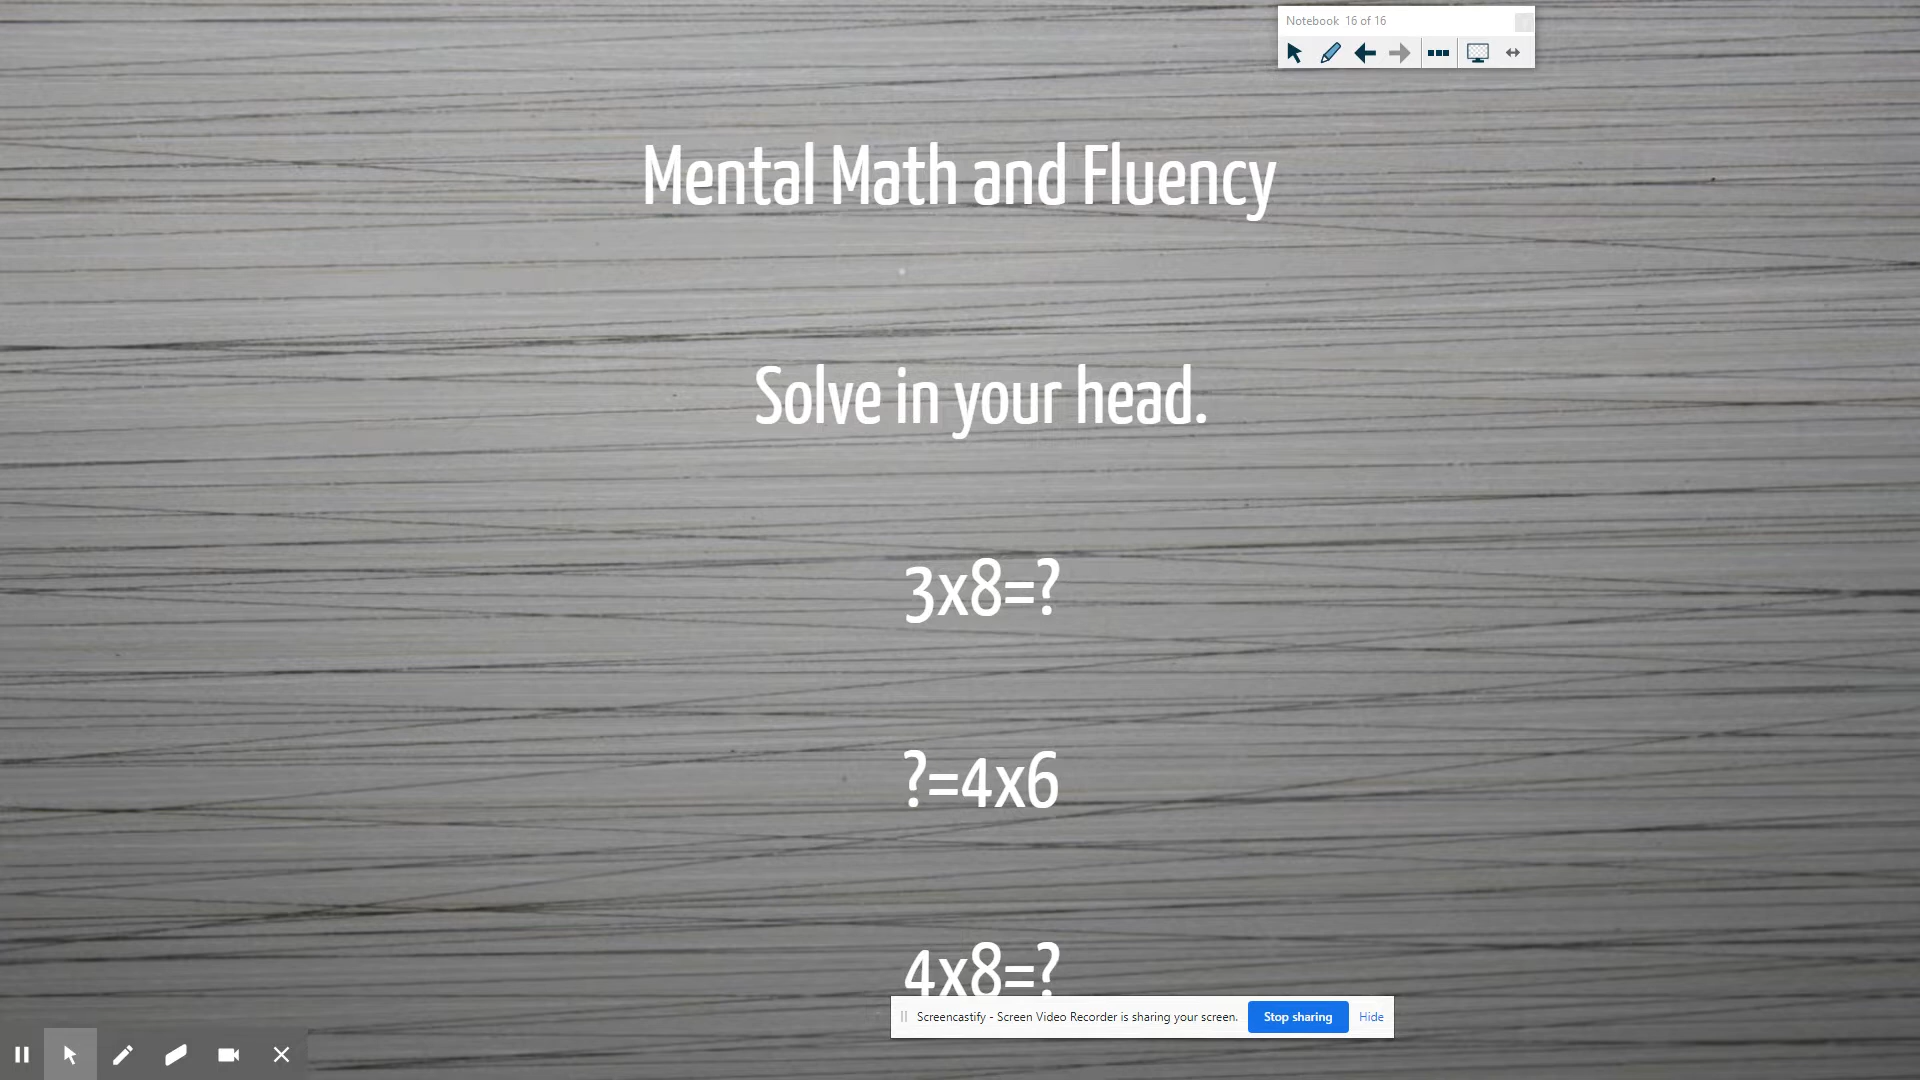 Notebook 16 of 16
Mental Math and Fluency
Solve in your head.
3x8=?
?=4x6
4x8=?
Screencastify - Screen Video Recorder is sharing your screen. Stop sharing Hide